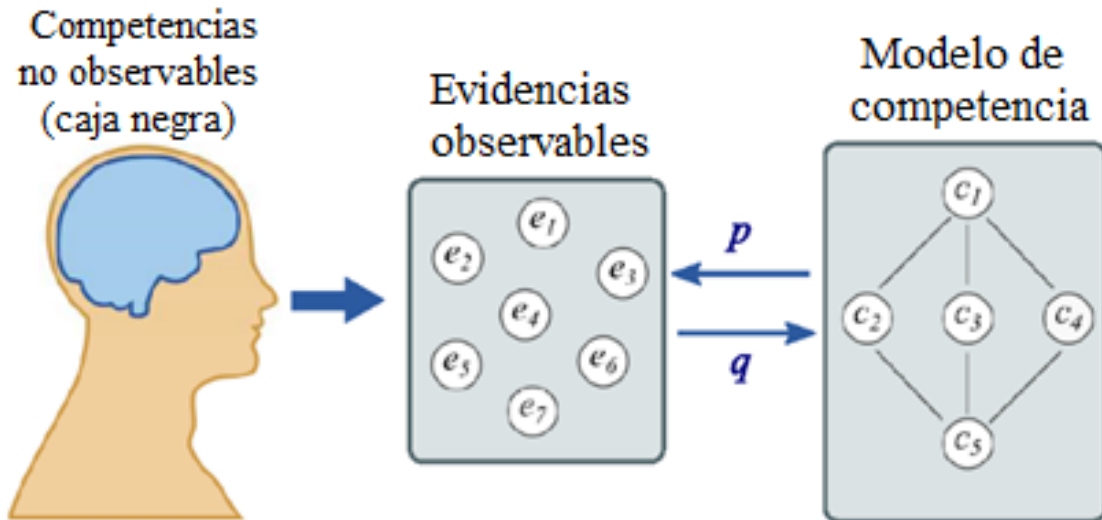 Competencias
no observables
(caja negra)
Evidencias
observables
Modelo de
competencia
e1
e2
e3
e4
e5
e6
e7
p
q
c1
c2
c3
c4
c5